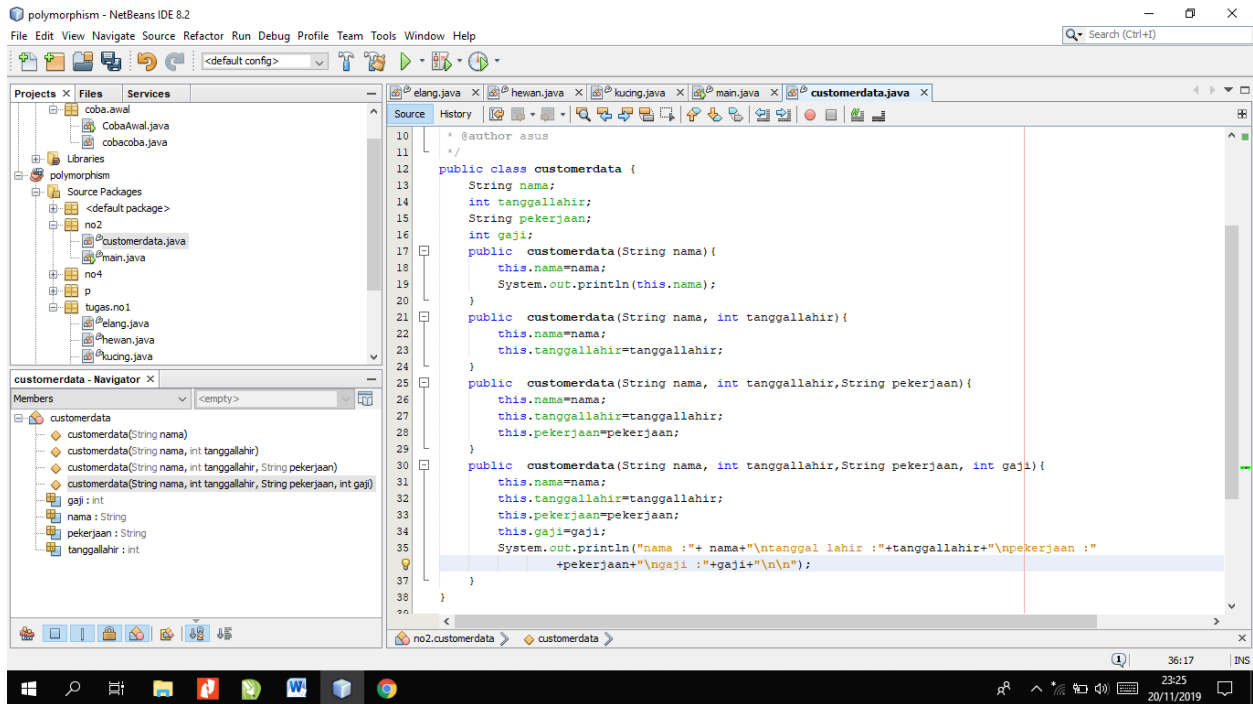 polymorphism - NetBeans IDE 8.2
File Edit View Navigate Source Refactor Run Debug Profile Team Tools Window Help
Search (Ctrl+I)
<default config>
Projects Files Services
coba.awal
CobaAwal.java
cobacoba.java
Libraries
polymorphism
Source Packages
<default package>
no2
customerdata.java
main.java
no4
p
tugas.no1
elang.java
hewan.java
kucing.java
customerdata - Navigator
Members <empty>
customerdata
customerdata(String nama)
customerdata(String nama, int tanggallahir)
customerdata(String nama, int tanggallahir, String pekerjaan)
customerdata(String nama, int tanggallahir, String pekerjaan, int gaji)
gaji : int
nama : String
pekerjaan : String
tanggallahir : int
elang.java hewan.java kucing.java main.java customerdata.java
Source History
10 * @author asus
11 */
12 public class customerdata {
13 String nama;
14 int tanggallahir;
15 String pekerjaan;
16 int gaji;
17 public customerdata(String nama){
18 this.nama=nama;
19 System.out.println(this.nama);
20 }
21 public customerdata(String nama, int tanggallahir){
22 this.nama=nama;
23 this.tanggallahir=tanggallahir;
24 }
25 public customerdata(String nama, int tanggallahir,String pekerjaan){
26 this.nama=nama;
27 this.tanggallahir=tanggallahir;
28 this.pekerjaan=pekerjaan;
29 }
30 public customerdata(String nama, int tanggallahir,String pekerjaan, int gaji){
31 this.nama=nama;
32 this.tanggallahir=tanggallahir;
33 this.pekerjaan=pekerjaan;
34 this.gaji=gaji;
35 System.out.println("nama :"+ nama+"\ntanggal lahir :"+tanggallahir+"\npekerjaan :"
+pekerjaan+"\ngaji :"+gaji+"\n\n");
37 }
38 }
39
no2.customerdata customerdata
1 36:17 INS
23:25
20/11/2019